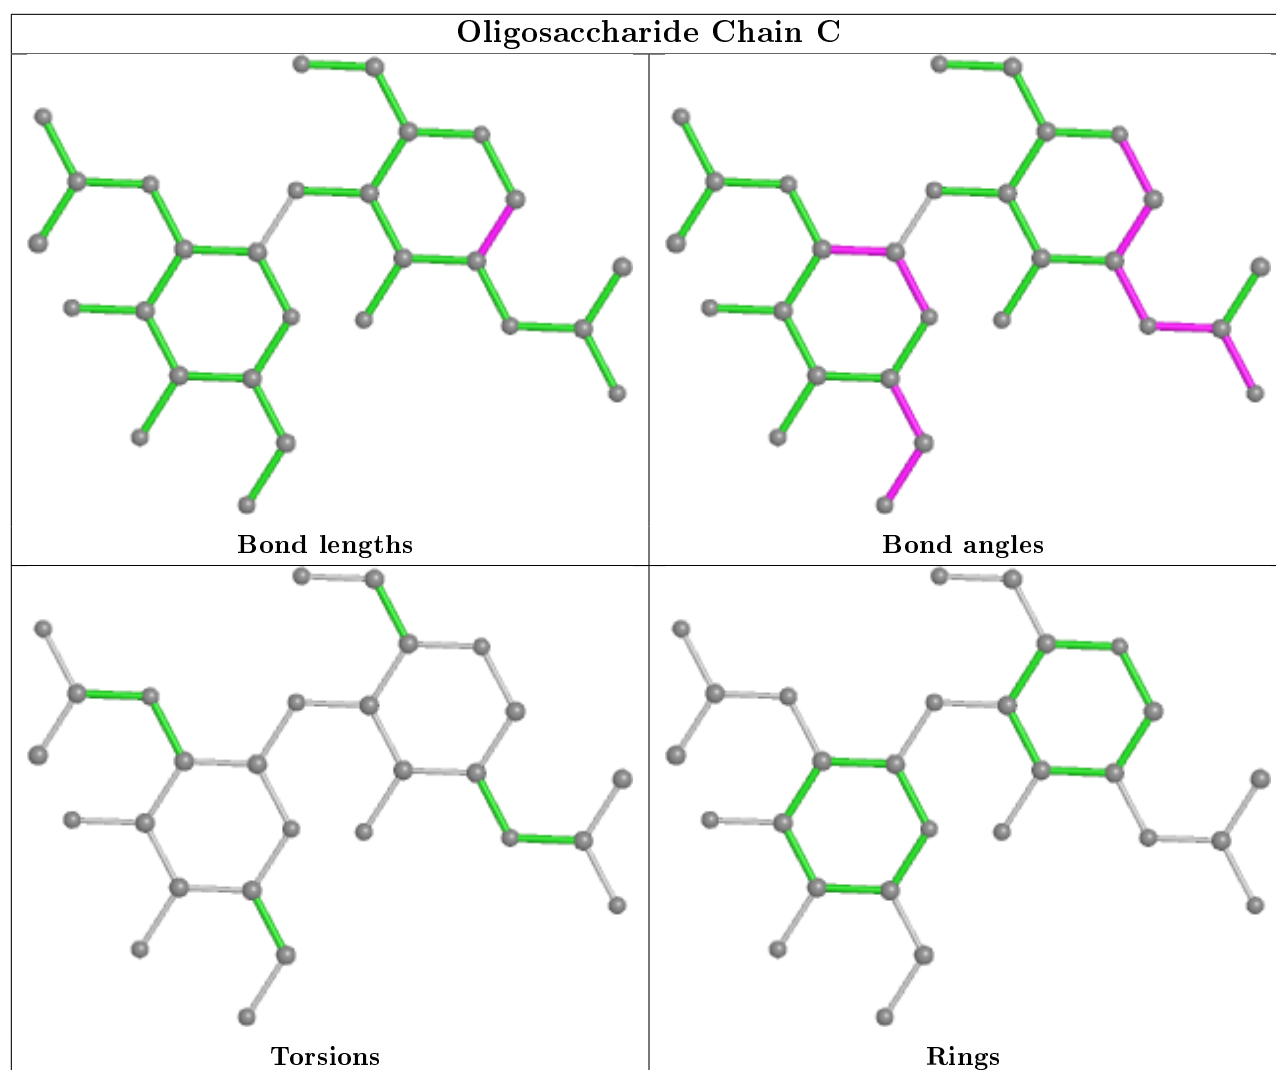 Oligosaccharide Chain C
Bond lengths
Bond angles
Torsions
Rings